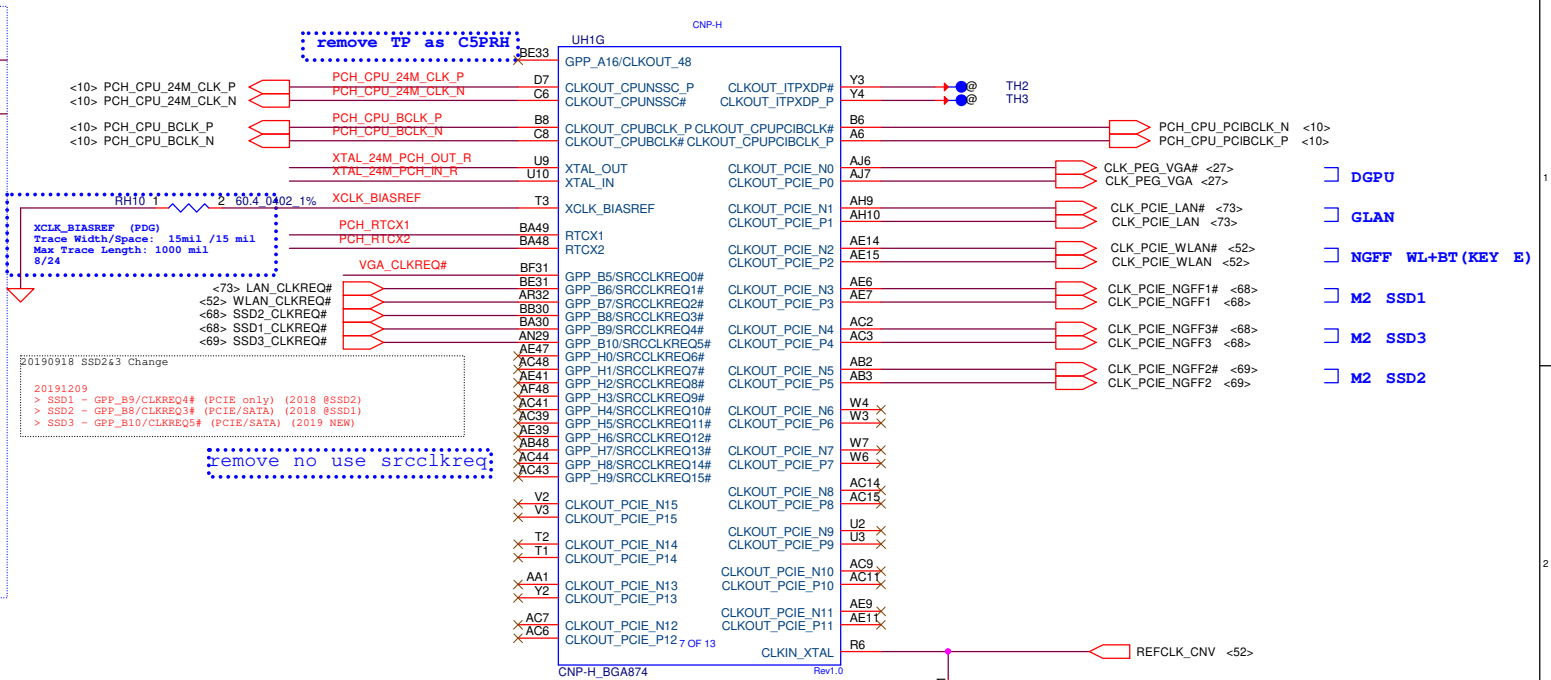 CNP-H
remove TP as C5PRH
UH1G
BE33
GPP_A16/CLKOUT_48
<10> PCH_CPU_24M_CLK_P
PCH_CPU_24M_CLK_P
D7
CLKOUT_CPUNSSC_P
CLKOUT_ITPXDP#
Y3
@
TH2
<10> PCH_CPU_24M_CLK_N
PCH_CPU_24M_CLK_N
C6
CLKOUT_CPUNSSC#
CLKOUT_ITPXDP_P
Y4
@
TH3
<10> PCH_CPU_BCLK_P
PCH_CPU_BCLK_P
B8
CLKOUT_CPUBCLK_P
CLKOUT_CPUPCIBCLK#
B6
PCH_CPU_PCIBCLK_N <10>
<10> PCH_CPU_BCLK_N
PCH_CPU_BCLK_N
C8
CLKOUT_CPUBCLK#
CLKOUT_CPUPCIBCLK_P
A6
PCH_CPU_PCIBCLK_P <10>
XTAL_24M_PCH_OUT_R
U9
XTAL_OUT
CLKOUT_PCIE_N0
AJ6
CLK_PEG_VGA# <27>
XTAL_24M_PCH_IN_R
U10
XTAL_IN
CLKOUT_PCIE_P0
AJ7
CLK_PEG_VGA <27>
DGPU
1
RH10 1
2 60.4_0402_1%
XCLK_BIASREF
T3
XCLK_BIASREF
CLKOUT_PCIE_N1
AH9
CLK_PCIE_LAN# <73>
CLKOUT_PCIE_P1
AH10
CLK_PCIE_LAN <73>
GLAN
XCLK_BIASREF (PDG)
Trace Width/Space: 15mil /15 mil
Max Trace Length: 1000 mil
8/24
PCH_RTCX1
BA49
RTCX1
PCH_RTCX2
BA48
RTCX2
CLKOUT_PCIE_N2
AE14
CLK_PCIE_WLAN# <52>
CLKOUT_PCIE_P2
AE15
CLK_PCIE_WLAN <52>
NGFF WL+BT(KEY E)
VGA_CLKREQ#
BF31
GPP_B5/SRCCLKREQ0#
<73> LAN_CLKREQ#
BE31
GPP_B6/SRCCLKREQ1#
CLKOUT_PCIE_N3
AE6
CLK_PCIE_NGFF1# <68>
<52> WLAN_CLKREQ#
AR32
GPP_B7/SRCCLKREQ2#
CLKOUT_PCIE_P3
AE7
CLK_PCIE_NGFF1 <68>
M2 SSD1
<68> SSD2_CLKREQ#
BB30
GPP_B8/SRCCLKREQ3#
<68> SSD1_CLKREQ#
BA30
GPP_B9/SRCCLKREQ4#
CLKOUT_PCIE_N4
AC2
CLK_PCIE_NGFF3# <68>
<69> SSD3_CLKREQ#
AN29
GPP_B10/SRCCLKREQ5#
CLKOUT_PCIE_P4
AC3
CLK_PCIE_NGFF3 <68>
M2 SSD3
20190918 SSD2&3 Change
AE47
GPP_H0/SRCCLKREQ6#
AC48
GPP_H1/SRCCLKREQ7#
CLKOUT_PCIE_N5
AB2
CLK_PCIE_NGFF2# <69>
AE41
GPP_H2/SRCCLKREQ8#
CLKOUT_PCIE_P5
AB3
CLK_PCIE_NGFF2 <69>
M2 SSD2
20191209
> SSD1 - GPP_B9/CLKREQ4# (PCIE only) (2018 @SSD2)
> SSD2 - GPP_B8/CLKREQ3# (PCIE/SATA) (2018 @SSD1)
> SSD3 - GPP_B10/CLKREQ5# (PCIE/SATA) (2019 NEW)
AF48
GPP_H3/SRCCLKREQ9#
AC41
GPP_H4/SRCCLKREQ10#
CLKOUT_PCIE_N6
W4
AC39
GPP_H5/SRCCLKREQ11#
CLKOUT_PCIE_P6
W3
AE39
GPP_H6/SRCCLKREQ12#
AB48
GPP_H7/SRCCLKREQ13#
CLKOUT_PCIE_N7
W7
AC44
GPP_H8/SRCCLKREQ14#
CLKOUT_PCIE_P7
W6
AC43
GPP_H9/SRCCLKREQ15#
remove no use srcclkreq
CLKOUT_PCIE_N8
AC14
V2
CLKOUT_PCIE_N15
CLKOUT_PCIE_P8
AC15
V3
CLKOUT_PCIE_P15
CLKOUT_PCIE_N9
U2
T2
CLKOUT_PCIE_N14
CLKOUT_PCIE_P9
U3
T1
CLKOUT_PCIE_P14
2
CLKOUT_PCIE_N10
AC9
AA1
CLKOUT_PCIE_N13
CLKOUT_PCIE_P10
AC11
Y2
CLKOUT_PCIE_P13
CLKOUT_PCIE_N11
AE9
AC7
CLKOUT_PCIE_N12
CLKOUT_PCIE_P11
AE11
AC6
CLKOUT_PCIE_P12
7 OF 13
CLKIN_XTAL
R6
REFCLK_CNV <52>
CNP-H_BGA874
Rev1.0